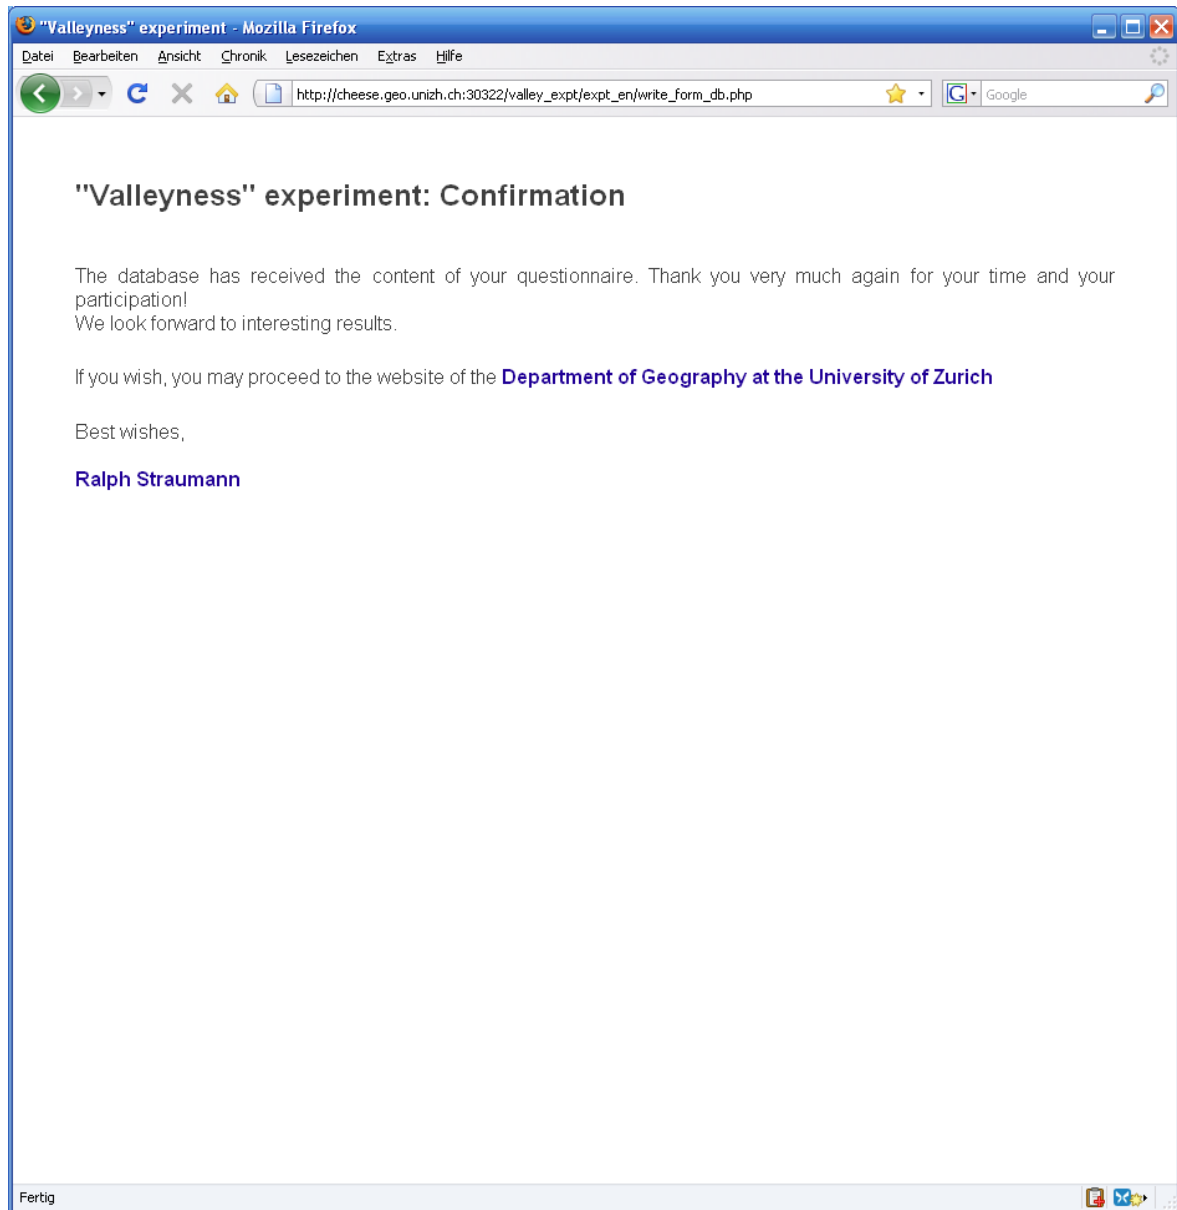 "Valleyness" experiment - Mozilla Firefox
Datei Bearbeiten Ansicht Chronik Lesezeichen Extras Hilfe
http://cheese.geo.unizh.ch:30322/valley_expt/expt_en/write_form_db.php G Google
"Valleyness" experiment: Confirmation
The database has received the content of your questionnaire. Thank you very much again for your time and your
participation!
We look forward to interesting results.
If you wish, you may proceed to the website of the Department of Geography at the University of Zurich
Best wishes,
Ralph Straumann
Fertig